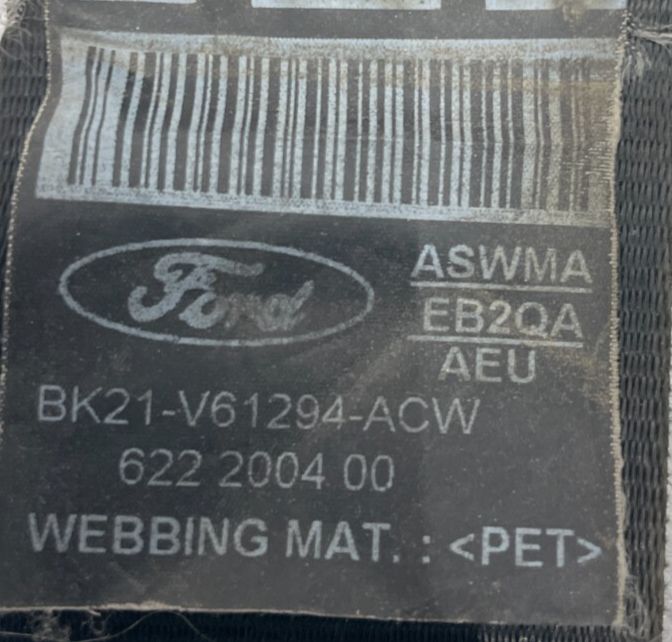 Ford
ASWMA
EB2QA
AEU
BK21-V61294-ACW
622 2004 00
WEBBING MAT. : <PET>